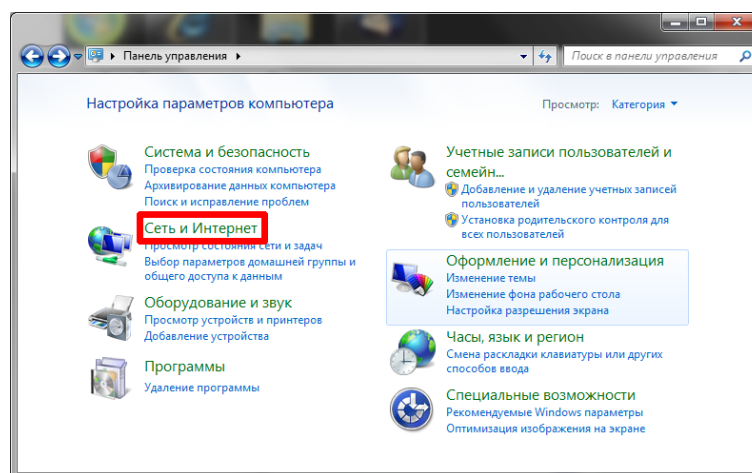 Панель управления
Поиск в панели управления
Настройка параметров компьютера
Просмотр: Категория
Система и безопасность
Проверка состояния компьютера
Архивирование данных компьютера
Поиск и исправление проблем
Сеть и Интернет
Просмотр состояния сети и задач
Выбор параметров домашней группы и
общего доступа к данным
Оборудование и звук
Просмотр устройств и принтеров
Добавление устройства
Программы
Удаление программы
Учетные записи пользователей и
семейн...
Добавление и удаление учетных записей
пользователей
Установка родительского контроля для
всех пользователей
Оформление и персонализация
Изменение темы
Изменение фона рабочего стола
Настройка разрешения экрана
Часы, язык и регион
Смена раскладки клавиатуры или других
способов ввода
Специальные возможности
Рекомендуемые Windows параметры
Оптимизация изображения на экране